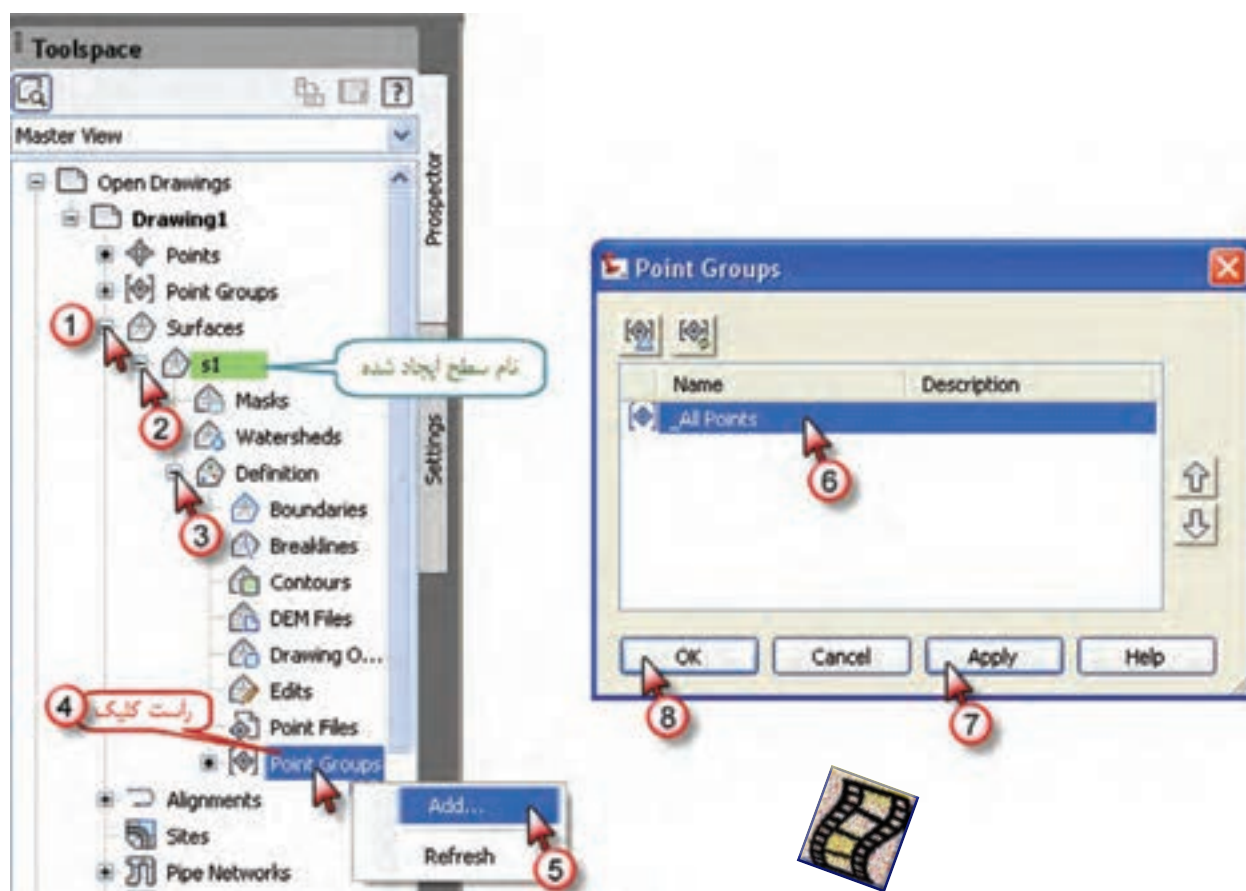 Toolspace
?
Master View
Open Drawings
Drawing1
Points
Point Groups
1
Surfaces
s1
نام سطح ایجاد شده
2
Masks
Watersheds
3
Definition
Boundaries
Breaklines
Contours
DEM Files
Drawing O...
Edits
Point Files
4
راست کلیک
Point Groups
Add...
5
Refresh
Alignments
Sites
Pipe Networks
Prospector
Settings
Point Groups
Name Description
_All Points
6
OK Cancel Apply Help
8
7